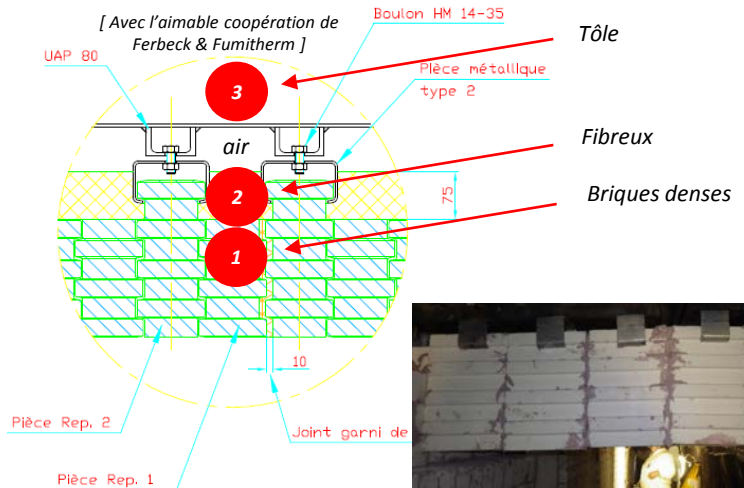 [ Avec l’aimable coopération de
Ferbeck & Fumitherm ]
Boulon HM 14-35
Tôle
UAP 80
Pièce métallique
type 2
3
air
Fibreux
2
75
Briques denses
1
10
Pièce Rep. 2
Joint garni de
Pièce Rep. 1